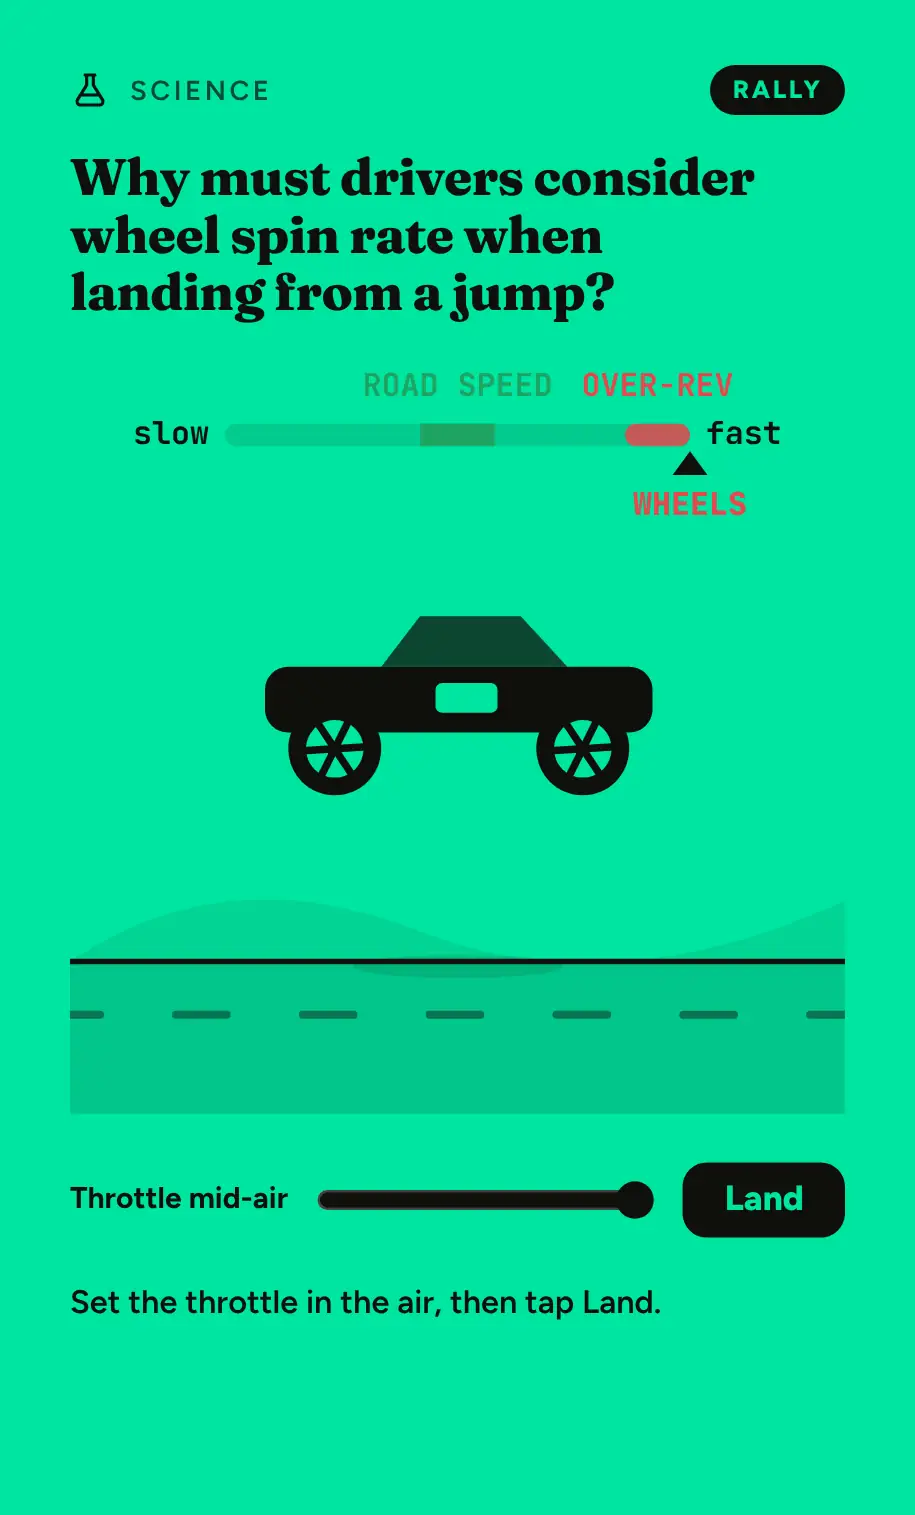 SCIENCE
RALLY
Why must drivers consider
wheel spin rate when
landing from a jump?
ROAD SPEED OVER-REV
slow fast
WHEELS
Throttle mid-air
Land
Set the throttle in the air, then tap Land.